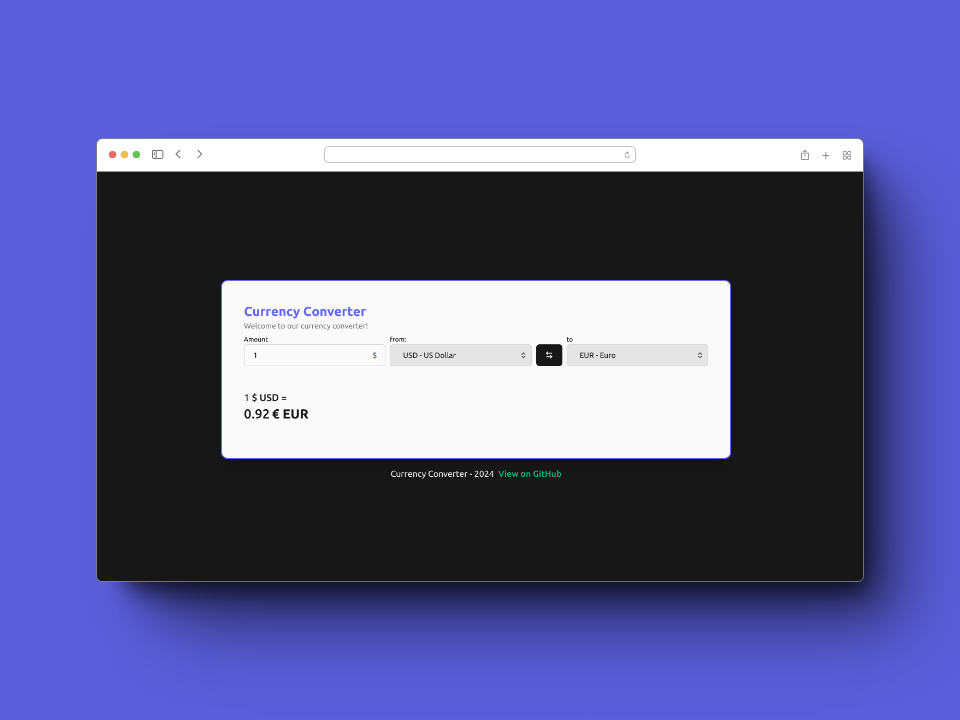 Currency Converter
Welcome to our currency converter!
Amount from: to
1 $ USD - US Dollar EUR - Euro
1 $ USD =
0.92 € EUR
Currency Converter - 2024 View on GitHub